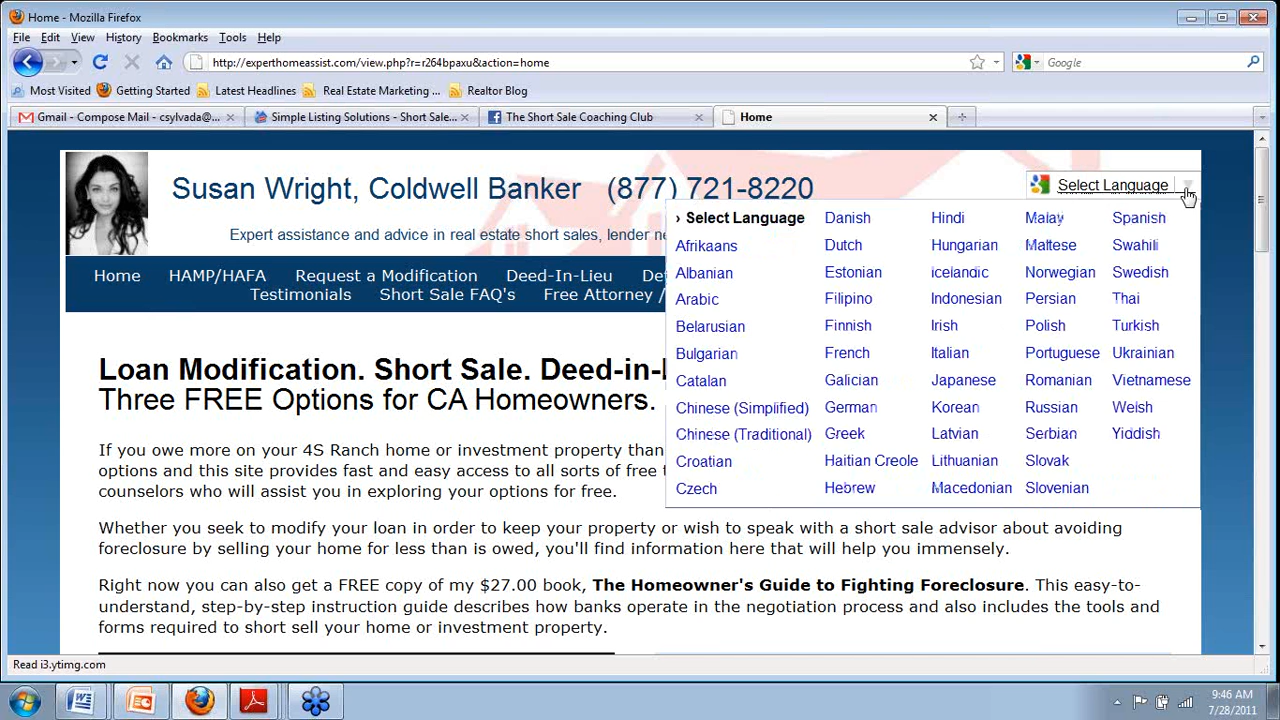 Home - Mozilla Firefox
File Edit View History Bookmarks Tools Help
http://experthomeassist.com/view.php?r=r264bpaxu&action=home
Google
Most Visited Getting Started Latest Headlines Real Estate Marketing ... Realtor Blog
Gmail - Compose Mail - csylvada@... Simple Listing Solutions - Short Sale... The Short Sale Coaching Club Home
Susan Wright, Coldwell Banker (877) 721-8220
Select Language
Expert assistance and advice in real estate short sales, lender ne
Home HAMP/HAFA Request a Modification Deed-In-Lieu De
Testimonials Short Sale FAQ's Free Attorney /
› Select Language Danish Hindi Malay Spanish
Afrikaans Dutch Hungarian Maltese Swahili
Albanian Estonian Icelandic Norwegian Swedish
Arabic Filipino Indonesian Persian Thai
Belarusian Finnish Irish Polish Turkish
Bulgarian French Italian Portuguese Ukrainian
Catalan Galician Japanese Romanian Vietnamese
Chinese (Simplified) German Korean Russian Welsh
Chinese (Traditional) Greek Latvian Serbian Yiddish
Croatian Haitian Creole Lithuanian Slovak
Czech Hebrew Macedonian Slovenian
Loan Modification. Short Sale. Deed-in-
Three FREE Options for CA Homeowners.
If you owe more on your 4S Ranch home or investment property than
options and this site provides fast and easy access to all sorts of free
counselors who will assist you in exploring your options for free.
Whether you seek to modify your loan in order to keep your property or wish to speak with a short sale advisor about avoiding
foreclosure by selling your home for less than is owed, you'll find information here that will help you immensely.
Right now you can also get a FREE copy of my $27.00 book, The Homeowner's Guide to Fighting Foreclosure. This easy-to-
understand, step-by-step instruction guide describes how banks operate in the negotiation process and also includes the tools and
forms required to short sell your home or investment property.
Read i3.ytimg.com
9:46 AM
7/28/2011